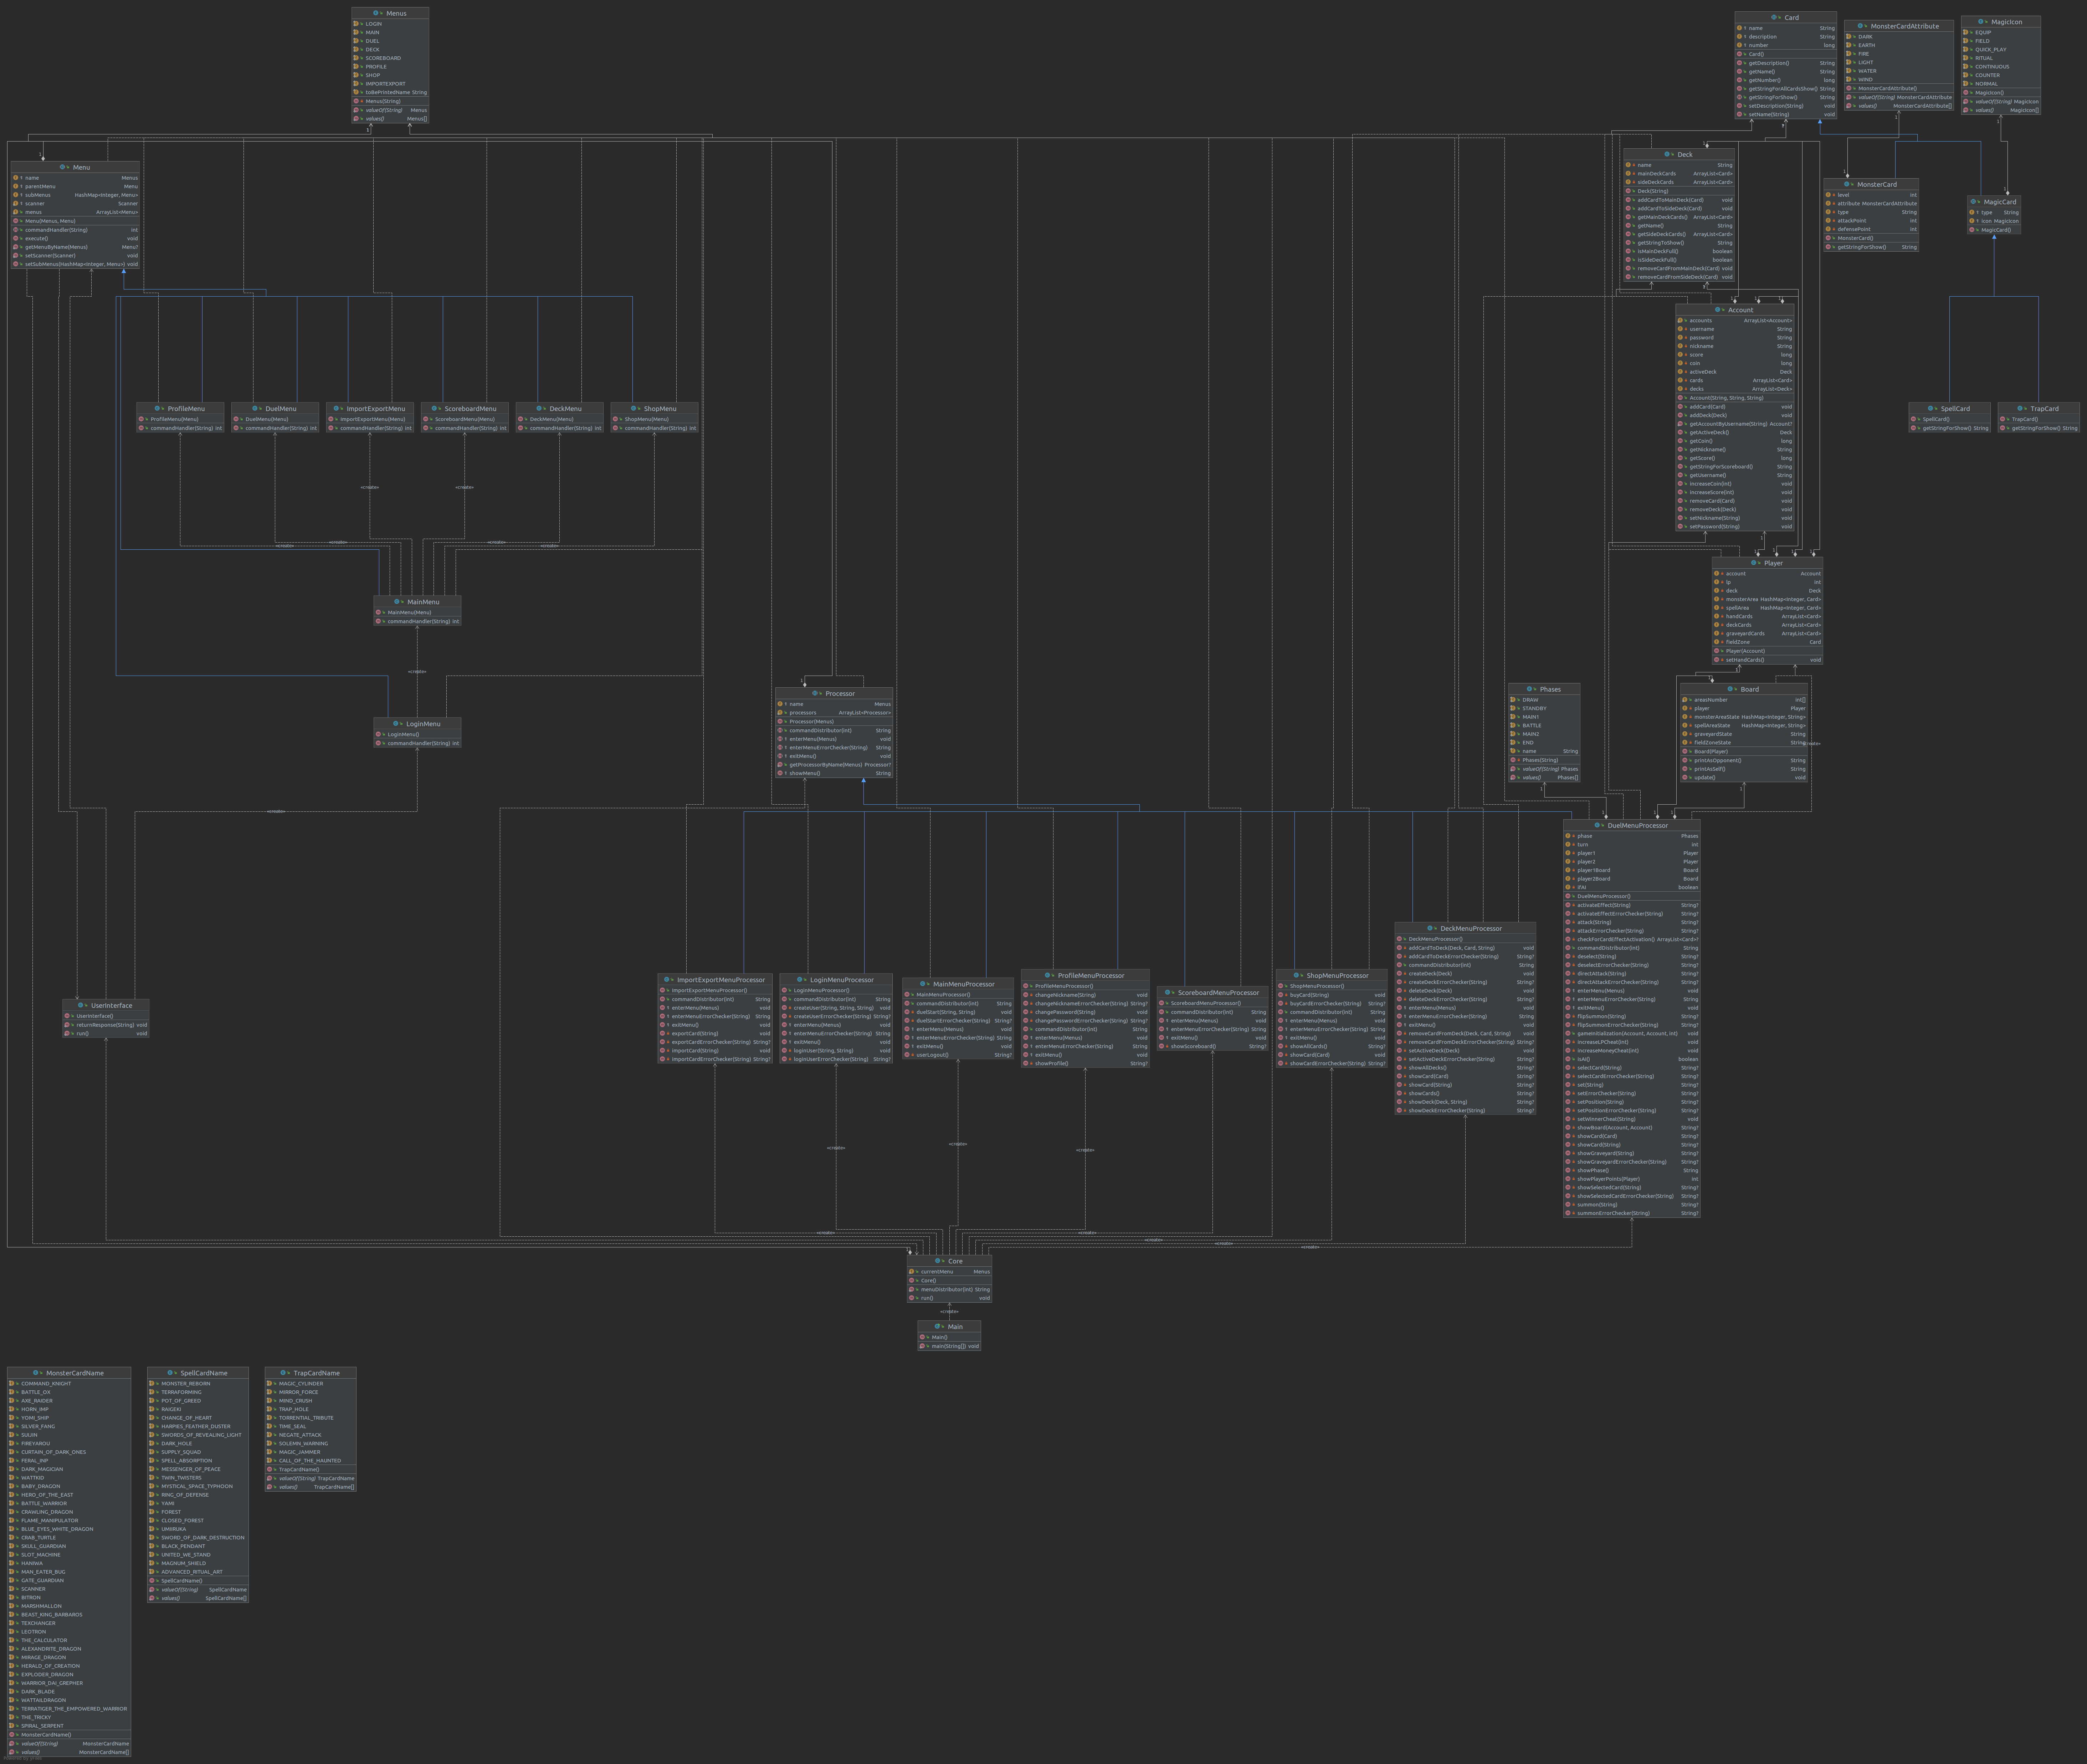 Menus
LOGIN
MAIN
DUEL
DECK
SCOREBOARD
PROFILE
SHOP
IMPORTEXPORT
toBePrintedName String
Menus(String)
valueOf(String) Menus
values() Menus[]
Card
name String
description String
number long
Card()
getDescription() String
getName() String
getNumber() long
getStringForAllCardsShow() String
getStringForShow() String
setDescription(String) void
setName(String) void
MonsterCardAttribute
DARK
EARTH
FIRE
LIGHT
WATER
WIND
MonsterCardAttribute()
valueOf(String) MonsterCardAttribute
values() MonsterCardAttribute[]
MagicIcon
EQUIP
FIELD
QUICK_PLAY
RITUAL
CONTINUOUS
COUNTER
NORMAL
MagicIcon()
valueOf(String) MagicIcon
values() MagicIcon[]
Menu
name Menus
parentMenu Menu
subMenus HashMap<Integer, Menu>
scanner Scanner
menus ArrayList<Menu>
Menu(Menus, Menu)
commandHandler(String) int
execute() void
getMenuByName(Menus) Menu?
setScanner(Scanner) void
setSubMenus(HashMap<Integer, Menu>) void
Deck
name String
mainDeckCards ArrayList<Card>
sideDeckCards ArrayList<Card>
Deck(String)
addCardToMainDeck(Card) void
addCardToSideDeck(Card) void
getMainDeckCards() ArrayList<Card>
getName() String
getSideDeckCards() ArrayList<Card>
getStringToShow() String
isMainDeckFull() boolean
isSideDeckFull() boolean
removeCardFromMainDeck(Card) void
removeCardFromSideDeck(Card) void
MonsterCard
level int
attribute MonsterCardAttribute
type String
attackPoint int
defensePoint int
MonsterCard()
getStringForShow() String
MagicCard
type String
icon MagicIcon
MagicCard()
Account
accounts ArrayList<Account>
username String
password String
nickname String
score long
coin long
activeDeck Deck
cards ArrayList<Card>
decks ArrayList<Deck>
Account(String, String, String)
addCard(Card) void
addDeck(Deck) void
getAccountByUsername(String) Account?
getActiveDeck() Deck
getCoin() long
getNickname() String
getScore() long
getStringForScoreboard() String
getUsername() String
increaseCoin(int) void
increaseScore(int) void
removeCard(Card) void
removeDeck(Deck) void
setNickname(String) void
setPassword(String) void
ProfileMenu
ProfileMenu(Menu)
commandHandler(String) int
DuelMenu
DuelMenu(Menu)
commandHandler(String) int
ImportExportMenu
ImportExportMenu(Menu)
commandHandler(String) int
ScoreboardMenu
ScoreboardMenu(Menu)
commandHandler(String) int
DeckMenu
DeckMenu(Menu)
commandHandler(String) int
ShopMenu
ShopMenu(Menu)
commandHandler(String) int
SpellCard
SpellCard()
getStringForShow() String
TrapCard
TrapCard()
getStringForShow() String
«create»
«create»
«create»
«create»
«create»
«create»
MainMenu
MainMenu(Menu)
commandHandler(String) int
«create»
Player
account Account
lp int
deck Deck
monsterArea HashMap<Integer, Card>
spellArea HashMap<Integer, Card>
handCards ArrayList<Card>
deckCards ArrayList<Card>
graveyardCards ArrayList<Card>
fieldZone Card
Player(Account)
setHandCards() void
LoginMenu
LoginMenu()
commandHandler(String) int
Processor
name Menus
processors ArrayList<Processor>
Processor(Menus)
commandDistributor(int) String
enterMenu(Menus) void
enterMenuErrorChecker(String) String
exitMenu() void
getProcessorByName(Menus) Processor?
showMenu() String
Phases
DRAW
STANDBY
MAIN1
BATTLE
MAIN2
END
name String
Phases(String)
valueOf(String) Phases
values() Phases[]
Board
areasNumber int[]
player Player
monsterAreaState HashMap<Integer, String>
spellAreaState HashMap<Integer, String>
graveyardState String
fieldZoneState String
Board(Player)
printAsOpponent() String
printAsSelf() String
update() void
«create»
«create»
DuelMenuProcessor
phase Phases
turn int
player1 Player
player2 Player
player1Board Board
player2Board Board
ifAI boolean
DuelMenuProcessor()
activateEffect(String) String?
activateEffectErrorChecker(String) String?
attack(String) String?
attackErrorChecker(String) String?
checkForCardEffectActivation() ArrayList<Card>?
commandDistributor(int) String
deselect(String) String?
deselectErrorChecker(String) String?
directAttack(String) String?
directAttackErrorChecker(String) String?
enterMenu(Menus) void
enterMenuErrorChecker(String) String
exitMenu() void
flipSummon(String) String?
flipSummonErrorChecker(String) String?
gameInitialization(Account, Account, int) void
increaseLPCheat(int) void
increaseMoneyCheat(int) void
isAI() boolean
selectCard(String) String?
selectCardErrorChecker(String) String?
set(String) String?
setErrorChecker(String) String?
setPosition(String) String?
setPositionErrorChecker(String) String?
setWinnerCheat(String) void
showBoard(Account, Account) String?
showCard(Card) String?
showCard(String) String?
showGraveyard(String) String?
showGraveyardErrorChecker(String) String?
showPhase() String
showPlayerPoints(Player) int
showSelectedCard(String) String?
showSelectedCardErrorChecker(String) String?
summon(String) String?
summonErrorChecker(String) String?
DeckMenuProcessor
DeckMenuProcessor()
addCardToDeck(Deck, Card, String) void
addCardToDeckErrorChecker(String) String?
commandDistributor(int) String
createDeck(Deck) void
createDeckErrorChecker(String) String?
deleteDeck(Deck) void
deleteDeckErrorChecker(String) String?
enterMenu(Menus) void
enterMenuErrorChecker(String) String
exitMenu() void
removeCardFromDeck(Deck, Card, String) void
removeCardFromDeckErrorChecker(String) String?
setActiveDeck(Deck) void
setActiveDeckErrorChecker(String) String?
showAllDecks() String?
showCard(Card) String?
showCard(String) String?
showCards() String?
showDeck(Deck, String) String?
showDeckErrorChecker(String) String?
ImportExportMenuProcessor
ImportExportMenuProcessor()
commandDistributor(int) String
enterMenu(Menus) void
enterMenuErrorChecker(String) String
exitMenu() void
exportCard(String) void
exportCardErrorChecker(String) String?
importCard(String) void
importCardErrorChecker(String) String?
LoginMenuProcessor
LoginMenuProcessor()
commandDistributor(int) String
createUser(String, String, String) void
createUserErrorChecker(String) String?
enterMenu(Menus) void
enterMenuErrorChecker(String) String
exitMenu() void
loginUser(String, String) void
loginUserErrorChecker(String) String?
MainMenuProcessor
MainMenuProcessor()
commandDistributor(int) String
duelStart(String, String) void
duelStartErrorChecker(String) String?
enterMenu(Menus) void
enterMenuErrorChecker(String) String
exitMenu() void
userLogout() String?
ProfileMenuProcessor
ProfileMenuProcessor()
changeNickname(String) void
changeNicknameErrorChecker(String) String?
changePassword(String) void
changePasswordErrorChecker(String) String?
commandDistributor(int) String
enterMenu(Menus) void
enterMenuErrorChecker(String) String
exitMenu() void
showProfile() String?
ScoreboardMenuProcessor
ScoreboardMenuProcessor()
commandDistributor(int) String
enterMenu(Menus) void
enterMenuErrorChecker(String) String
exitMenu() void
showScoreboard() String?
ShopMenuProcessor
ShopMenuProcessor()
buyCard(String) void
buyCardErrorChecker(String) String?
commandDistributor(int) String
enterMenu(Menus) void
enterMenuErrorChecker(String) String
exitMenu() void
showAllCards() String?
showCard(Card) void
showCardErrorChecker(String) String?
UserInterface
UserInterface()
returnResponse(String) void
run() void
«create»
«create»
«create»
«create»
«create»
«create»
«create»
«create»
Core
currentMenu Menus
Core()
menuDistributor(int) String
run() void
«create»
Main
Main()
main(String[]) void
MonsterCardName
COMMAND_KNIGHT
BATTLE_OX
AXE_RAIDER
HORN_IMP
YOMI_SHIP
SILVER_FANG
SUIJIN
FIREYAROU
CURTAIN_OF_DARK_ONES
FERAL_INP
DARK_MAGICIAN
WATTKID
BABY_DRAGON
HERO_OF_THE_EAST
BATTLE_WARRIOR
CRAWLING_DRAGON
FLAME_MANIPULATOR
BLUE_EYES_WHITE_DRAGON
CRAB_TURTLE
SKULL_GUARDIAN
SLOT_MACHINE
HANIWA
MAN_EATER_BUG
GATE_GUARDIAN
SCANNER
BITRON
MARSHMALLON
BEAST_KING_BARBAROS
TEXCHANGER
LEOTRON
THE_CALCULATOR
ALEXANDRITE_DRAGON
MIRAGE_DRAGON
HERALD_OF_CREATION
EXPLODER_DRAGON
WARRIOR_DAI_GREPHER
DARK_BLADE
WATTAILDRAGON
TERRATIGER_THE_EMPOWERED_WARRIOR
THE_TRICKY
SPIRAL_SERPENT
MonsterCardName()
valueOf(String) MonsterCardName
values() MonsterCardName[]
SpellCardName
MONSTER_REBORN
TERRAFORMING
POT_OF_GREED
RAIGEKI
CHANGE_OF_HEART
HARPIES_FEATHER_DUSTER
SWORDS_OF_REVEALING_LIGHT
DARK_HOLE
SUPPLY_SQUAD
SPELL_ABSORPTION
MESSENGER_OF_PEACE
TWIN_TWISTERS
MYSTICAL_SPACE_TYPHOON
RING_OF_DEFENSE
YAMI
FOREST
CLOSED_FOREST
UMIIRUKA
SWORD_OF_DARK_DESTRUCTION
BLACK_PENDANT
UNITED_WE_STAND
MAGNUM_SHIELD
ADVANCED_RITUAL_ART
SpellCardName()
valueOf(String) SpellCardName
values() SpellCardName[]
TrapCardName
MAGIC_CYLINDER
MIRROR_FORCE
MIND_CRUSH
TRAP_HOLE
TORRENTIAL_TRIBUTE
TIME_SEAL
NEGATE_ATTACK
SOLEMN_WARNING
MAGIC_JAMMER
CALL_OF_THE_HAUNTED
TrapCardName()
valueOf(String) TrapCardName
values() TrapCardName[]